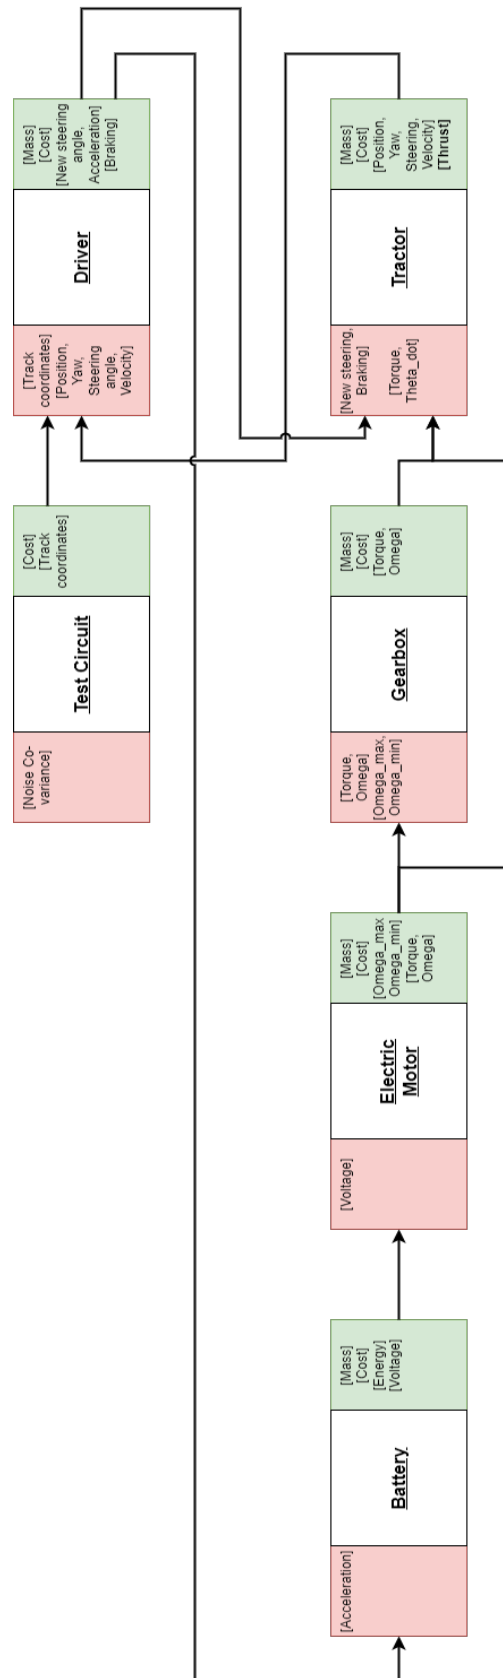 [Noise Co-
variance]
Test Circuit
[Cost]
[Track
coordinates]
[Track
coordinates]
[Position,
Yaw,
Steering
angle,
Velocity]
Driver
[Mass]
[Cost]
[New steering
angle,
Acceleration]
[Braking]
[Acceleration]
Battery
[Mass]
[Cost]
[Energy]
[Voltage]
[Voltage]
Electric
Motor
[Mass]
[Cost]
[Omega_max
Omega_min]
[Torque,
Omega]
[Torque,
Omega]
[Omega_max,
Omega_min]
Gearbox
[Mass]
[Cost]
[Torque,
Omega]
[New steering,
Braking]
[Torque,
Theta_dot]
Tractor
[Mass]
[Cost]
[Position,
Yaw,
Steering,
Velocity]
[Thrust]